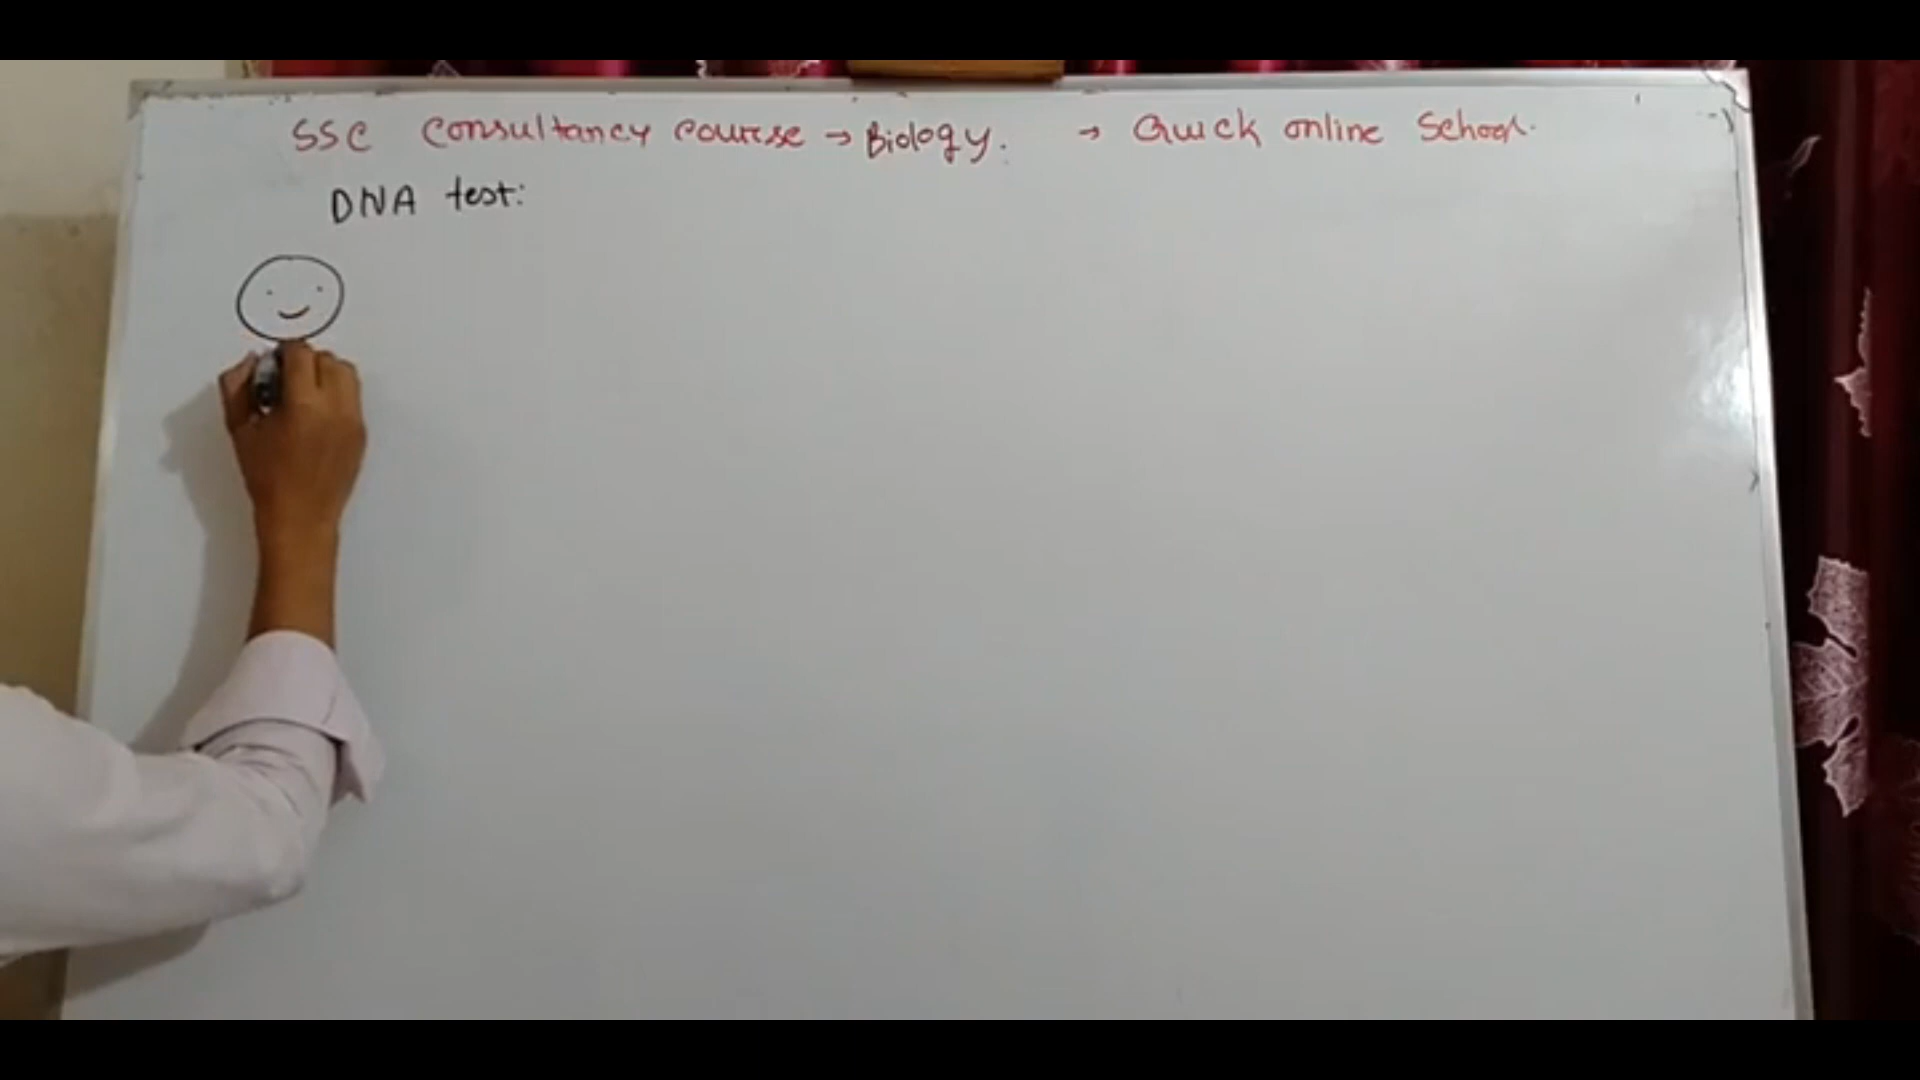 SSC Consultancy course → Biology. → Quick online School.
DNA test: